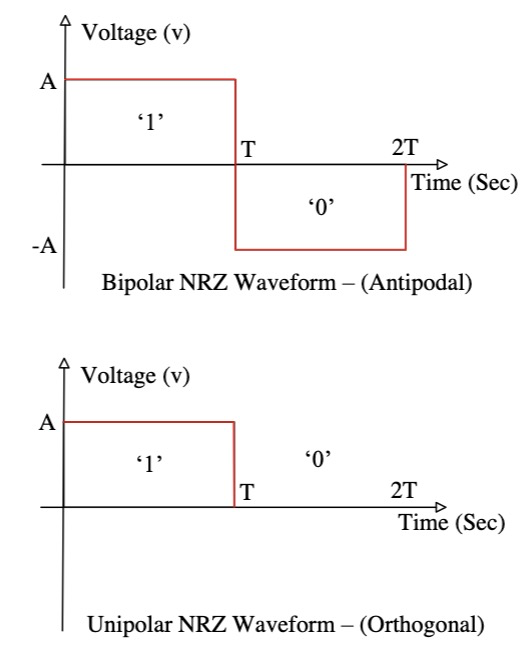 Voltage (v)
A
‘1’
T
2T
Time (Sec)
‘0’
-A
Bipolar NRZ Waveform – (Antipodal)
Voltage (v)
A
‘1’
‘0’
T
2T
Time (Sec)
Unipolar NRZ Waveform – (Orthogonal)